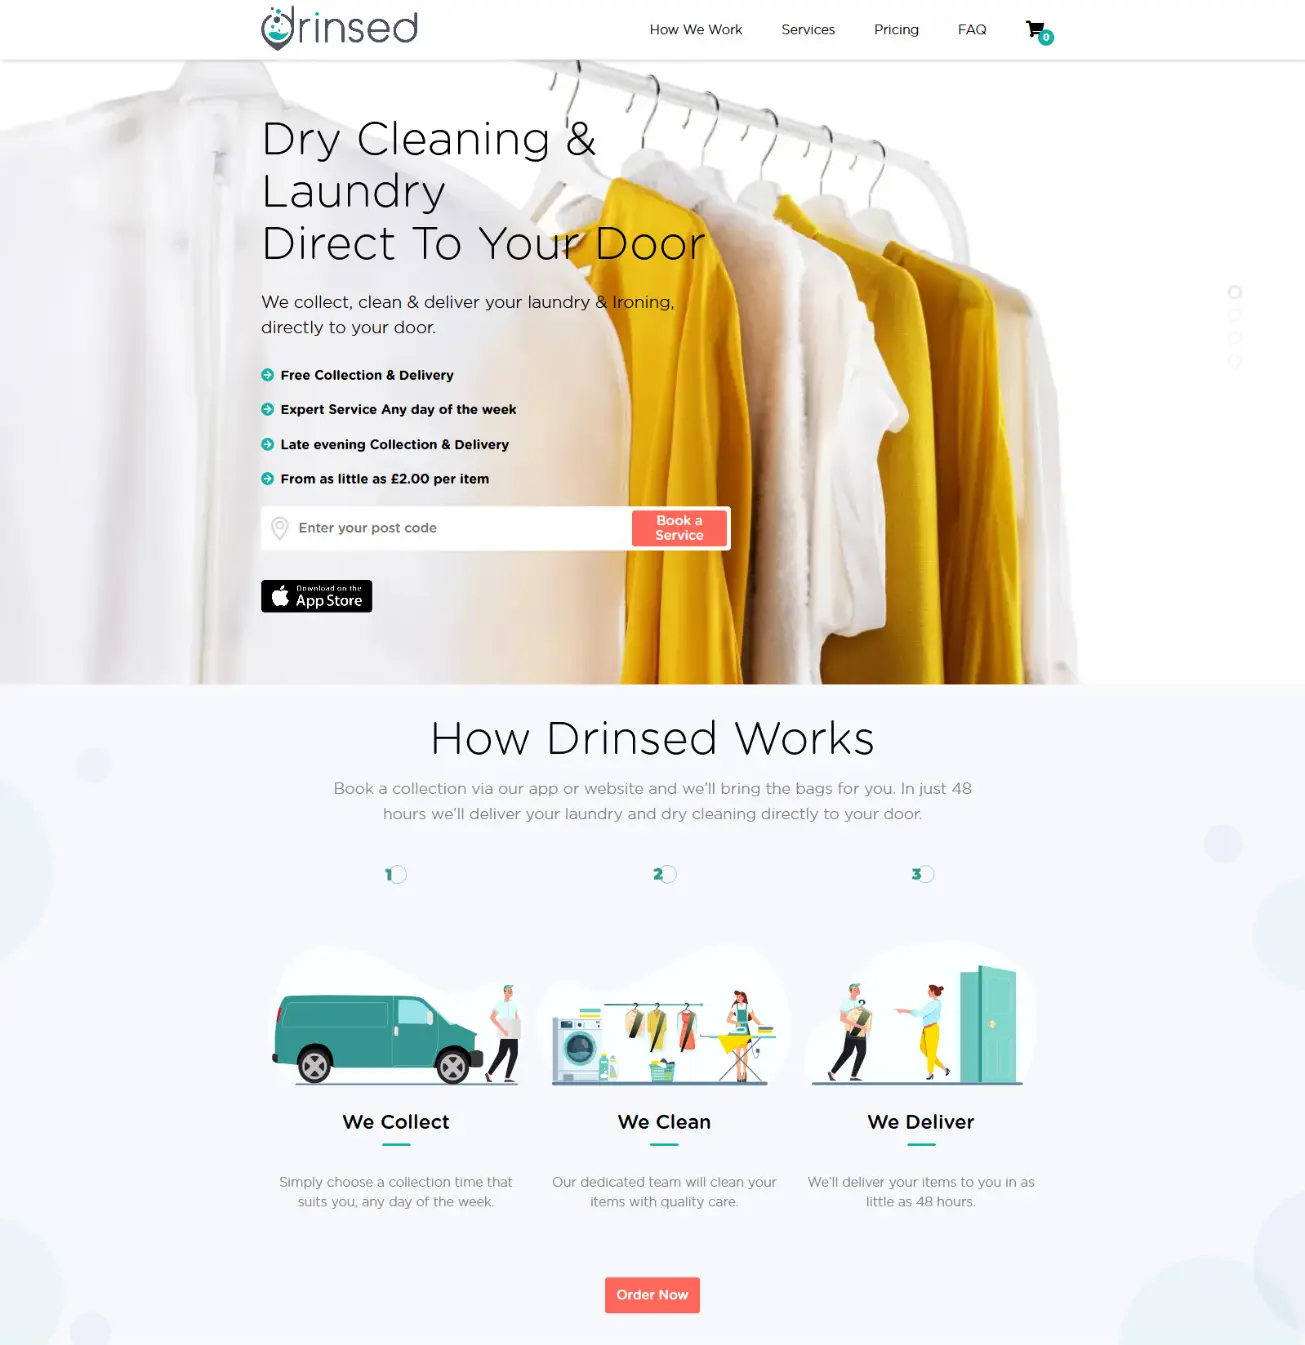 drinsed
How We Work
Services
Pricing
FAQ
0
Dry Cleaning &
Laundry
Direct To Your Door
We collect, clean & deliver your laundry & Ironing,
directly to your door.
Free Collection & Delivery
Expert Service Any day of the week
Late evening Collection & Delivery
From as little as £2.00 per item
Enter your post code
Book a
Service
Download on the
App Store
How Drinsed Works
Book a collection via our app or website and we'll bring the bags for you. In just 48
hours we'll deliver your laundry and dry cleaning directly to your door.
1
2
3
We Collect
We Clean
We Deliver
Simply choose a collection time that
suits you, any day of the week.
Our dedicated team will clean your
items with quality care.
We'll deliver your items to you in as
little as 48 hours.
Order Now